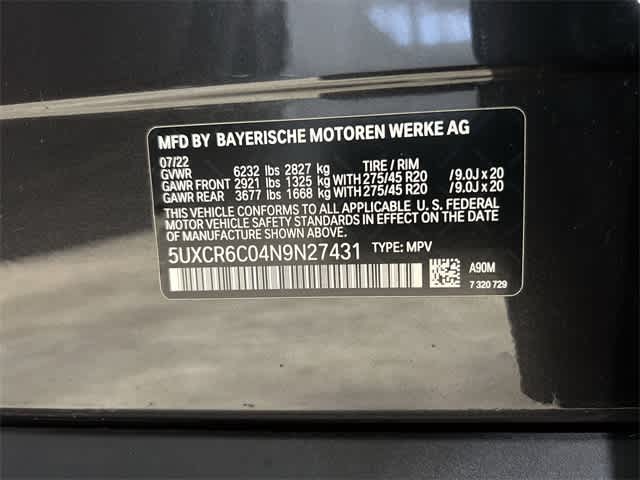 MFD BY BAYERISCHE MOTOREN WERKE AG
07/22 TIRE / RIM
GVWR 6232 lbs 2827 kg
GAWR FRONT 2921 lbs 1325 kg WITH 275/45 R20 /9.0J x 20
GAWR REAR 3677 lbs 1668 kg WITH 275/45 R20 /9.0J x 20
THIS VEHICLE CONFORMS TO ALL APPLICABLE U. S. FEDERAL
MOTOR VEHICLE SAFETY STANDARDS IN EFFECT ON THE DATE OF
MANUFACTURE SHOWN ABOVE.
5UXCR6C04N9N27431 TYPE: MPV
A90M
7 320 729